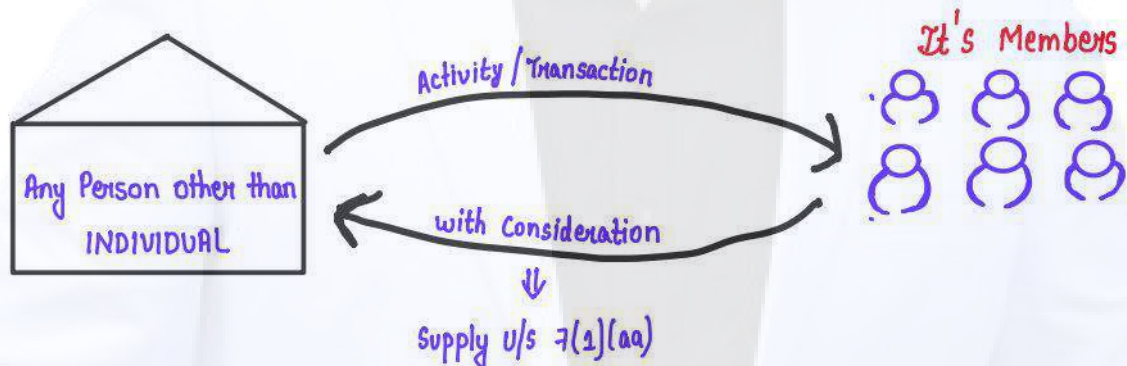 It's Members
Activity/Transaction
Any Person other than
INDIVIDUAL
with Consideration
⇓
Supply u/s 7(1)(aa)